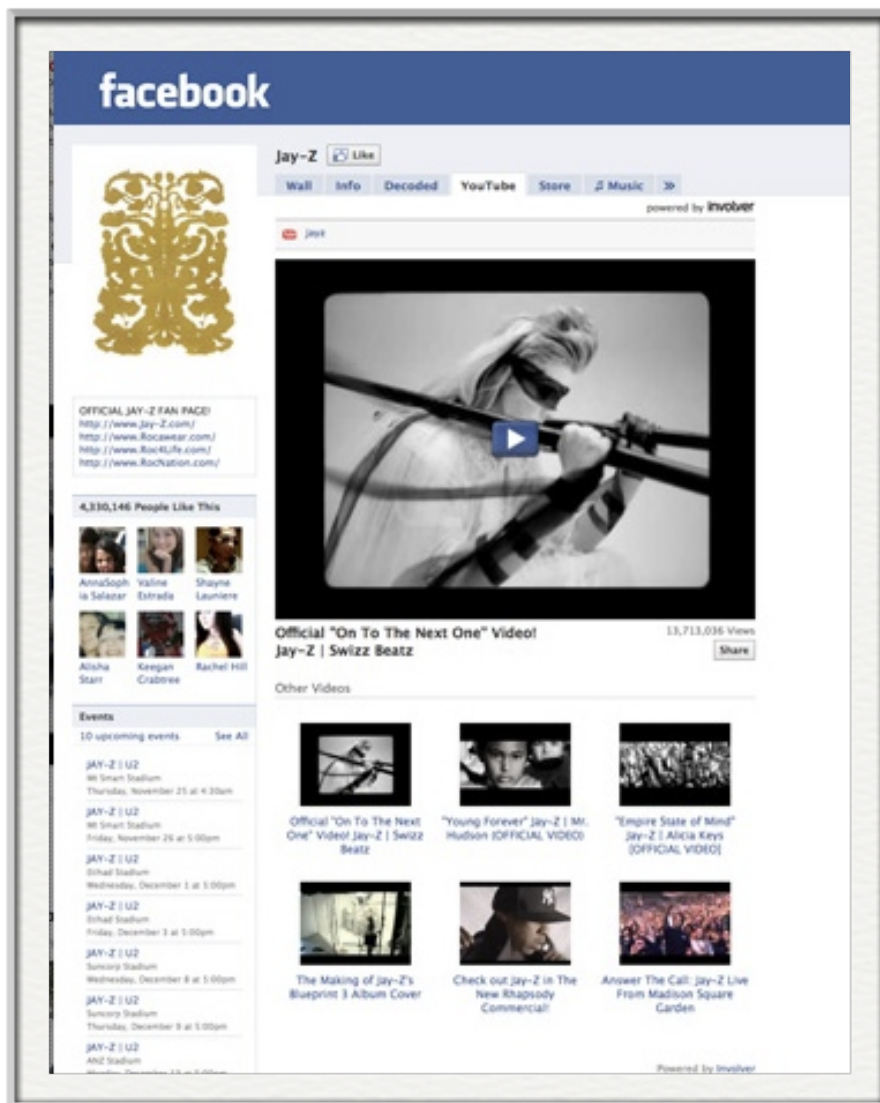 facebook
Jay-Z Like
Wall Info Decoded YouTube Store Music »
powered by involver
jayz
OFFICIAL JAY-Z FAN PAGE!
http://www.Jay-Z.com/
http://www.Rocawear.com/
http://www.Roc4Life.com/
http://www.RocNation.com/
4,330,146 People Like This
AnnaSoph
ia Salazar
Valine
Estrada
Shayne
Launiere
Alisha
Starr
Keegan
Crabtree
Rachel Hill
Events
10 upcoming events See All
JAY-Z | U2
Mt Smart Stadium
Thursday, November 25 at 4:30am
JAY-Z | U2
Mt Smart Stadium
Friday, November 26 at 5:00pm
JAY-Z | U2
Etihad Stadium
Wednesday, December 1 at 5:00pm
JAY-Z | U2
Etihad Stadium
Friday, December 3 at 5:00pm
JAY-Z | U2
Suncorp Stadium
Wednesday, December 8 at 5:00pm
JAY-Z | U2
Suncorp Stadium
Thursday, December 9 at 5:00pm
JAY-Z | U2
ANZ Stadium
Official "On To The Next One" Video!
Jay-Z | Swizz Beatz
13,713,036 Views
Share
Other Videos
Official "On To The Next
One" Video! Jay-Z | Swizz
Beatz
"Young Forever" Jay-Z | Mr.
Hudson (OFFICIAL VIDEO)
"Empire State of Mind"
Jay-Z | Alicia Keys
[OFFICIAL VIDEO]
The Making of Jay-Z's
Blueprint 3 Album Cover
Check out Jay-Z in The
New Rhapsody
Commercial!
Answer The Call: Jay-Z Live
From Madison Square
Garden
Powered by Involver